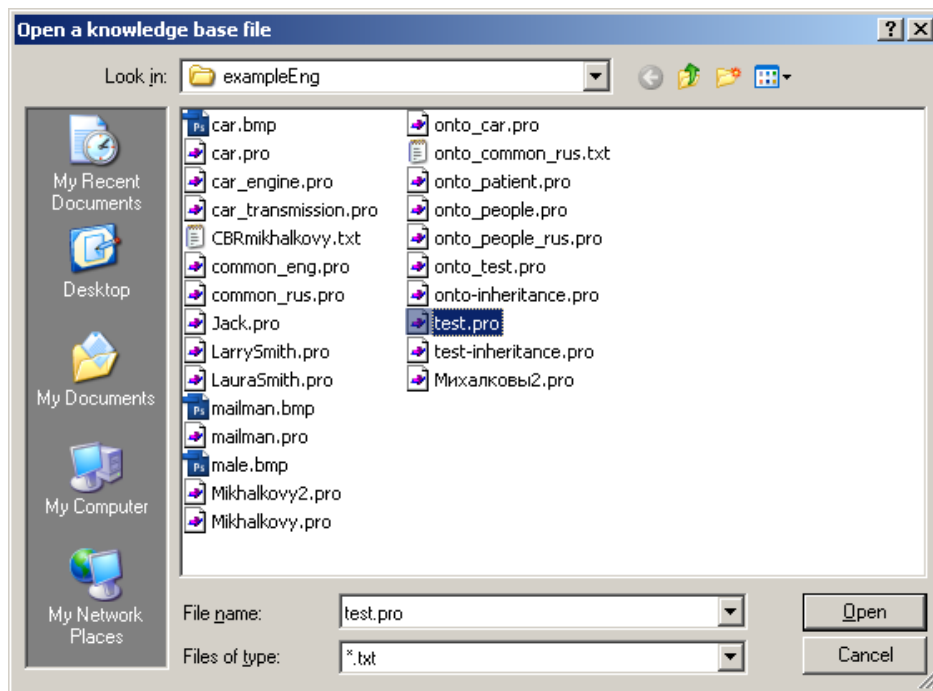 Open a knowledge base file
Look in:
exampleEng
My Recent
Documents
Desktop
My Documents
My Computer
My Network
Places
car.bmp
car.pro
car_engine.pro
car_transmission.pro
CBRmikhalkovy.txt
common_eng.pro
common_rus.pro
Jack.pro
LarrySmith.pro
LauraSmith.pro
mailman.bmp
mailman.pro
male.bmp
Mikhalkovy2.pro
Mikhalkovy.pro
onto_car.pro
onto_common_rus.txt
onto_patient.pro
onto_people.pro
onto_people_rus.pro
onto_test.pro
onto-inheritance.pro
test.pro
test-inheritance.pro
Михалковы2.pro
File name:
test.pro
Open
Files of type:
*.txt
Cancel